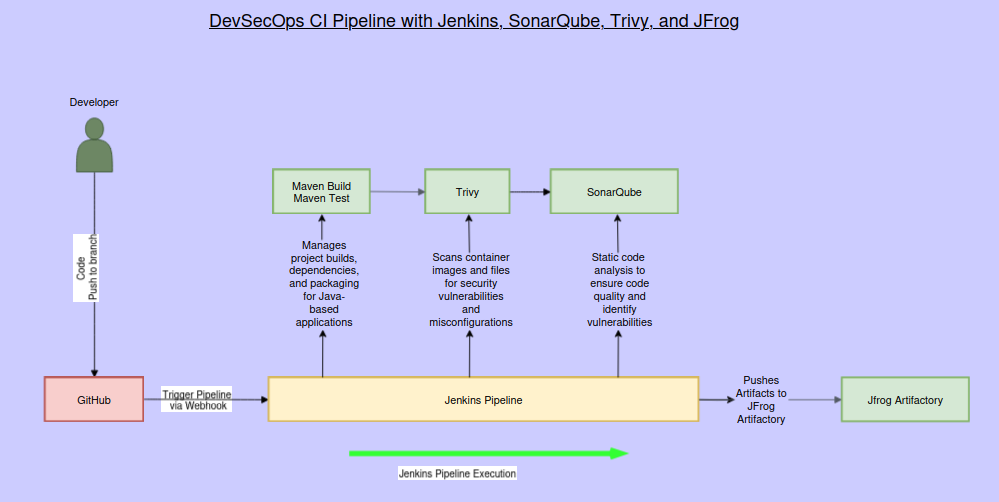 DevSecOps CI Pipeline with Jenkins, SonarQube, Trivy, and JFrog
Developer
Code
Push to branch
Maven Build
Maven Test
Trivy
SonarQube
Manages
project builds,
dependencies,
and packaging
for Java-
based
applications
Scans container
images and files
for security
vulnerabilities
and
misconfigurations
Static code
analysis to
ensure code
quality and
identify
vulnerabilities
GitHub
Trigger Pipeline
via Webhook
Jenkins Pipeline
Pushes
Artifacts to
JFrog
Artifactory
Jfrog Artifactory
Jenkins Pipeline Execution